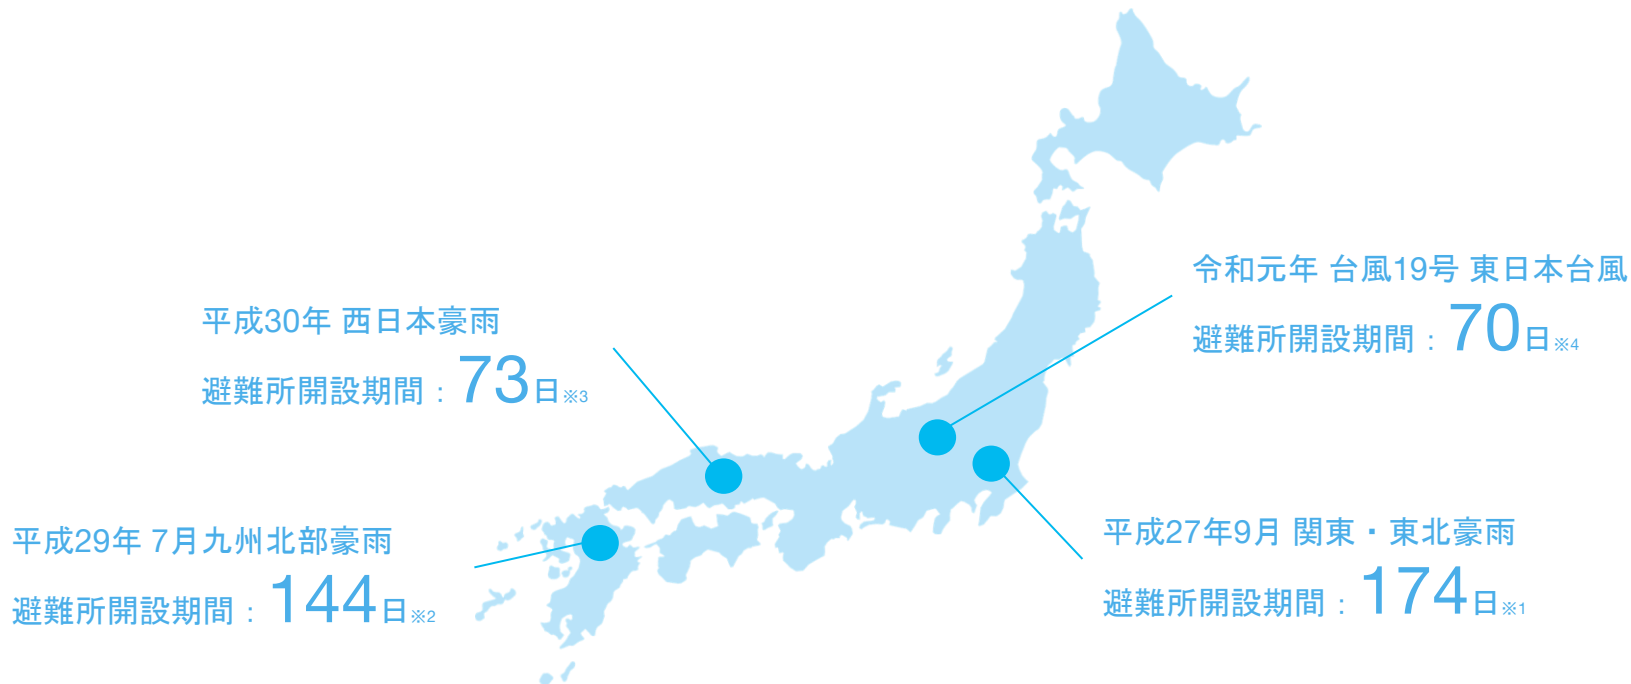 令和元年 台風19号 東日本台風
避難所開設期間：70日※4
平成30年 西日本豪雨
避難所開設期間：73日※3
平成29年 7月九州北部豪雨
避難所開設期間：144日※2
平成27年9月 関東・東北豪雨
避難所開設期間：174日※1